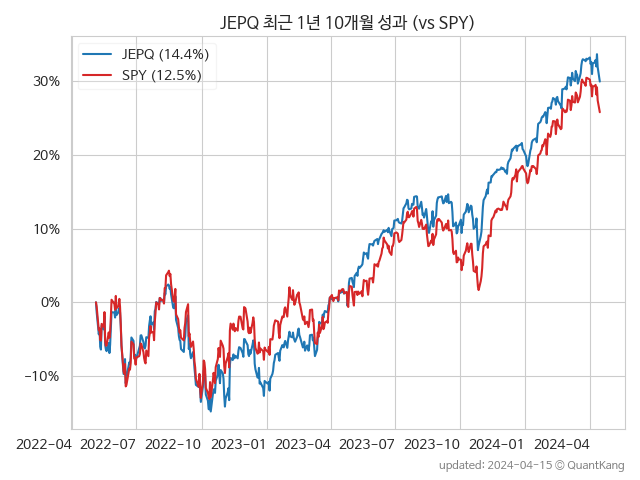 JEPQ 최근 1년 10개월 성과 (vs SPY)
JEPQ (14.4%)
SPY (12.5%)
30%
20%
10%
0%
−10%
2022−04 2022−07 2022−10 2023−01 2023−04 2023−07 2023−10 2024−01 2024−04
updated: 2024−04−15 © QuantKang